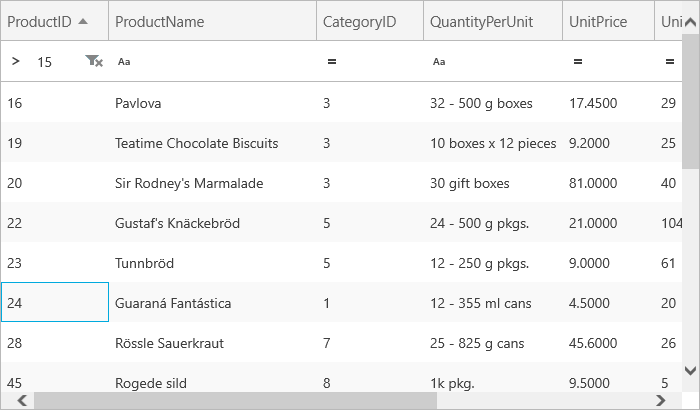 ProductID ProductName CategoryID QuantityPerUnit UnitPrice Uni
> 15 Aa = Aa = =
16 Pavlova 3 32 - 500 g boxes 17.4500 29
19 Teatime Chocolate Biscuits 3 10 boxes x 12 pieces 9.2000 25
20 Sir Rodney's Marmalade 3 30 gift boxes 81.0000 40
22 Gustaf's Knäckebröd 5 24 - 500 g pkgs. 21.0000 104
23 Tunnbröd 5 12 - 250 g pkgs. 9.0000 61
24 Guaraná Fantástica 1 12 - 355 ml cans 4.5000 20
28 Rössle Sauerkraut 7 25 - 825 g cans 45.6000 26
45 Rogede sild 8 1k pkg. 9.5000 5